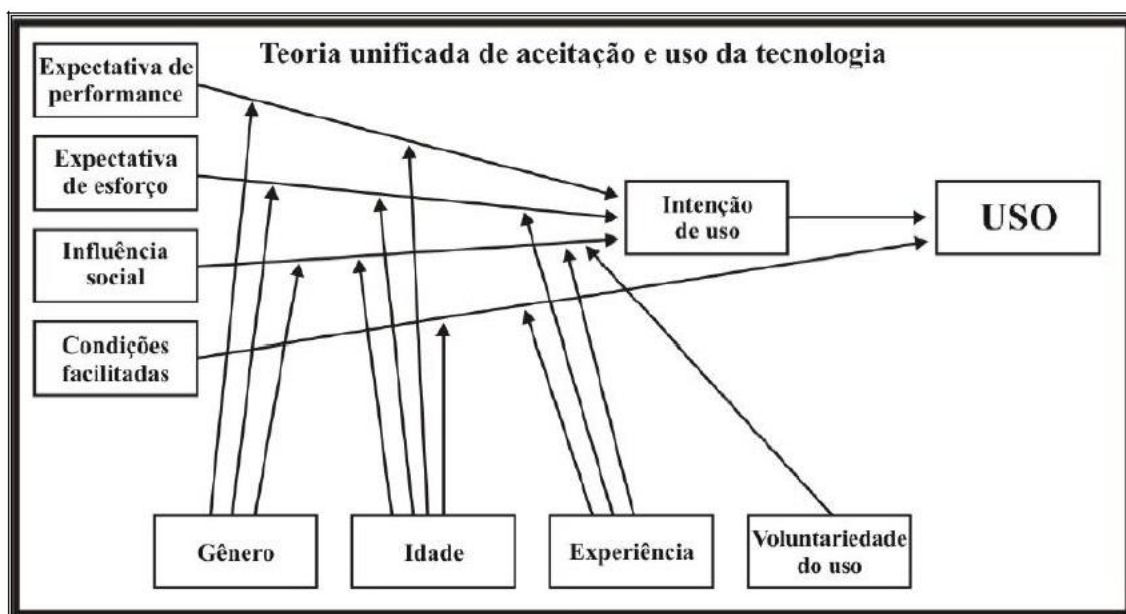 Teoria unificada de aceitação e uso da tecnologia
Expectativa de
performance
Expectativa
de esforço
Influência
social
Condições
facilitadas
Intenção
de uso
USO
Gênero
Idade
Experiência
Voluntariedade
do uso